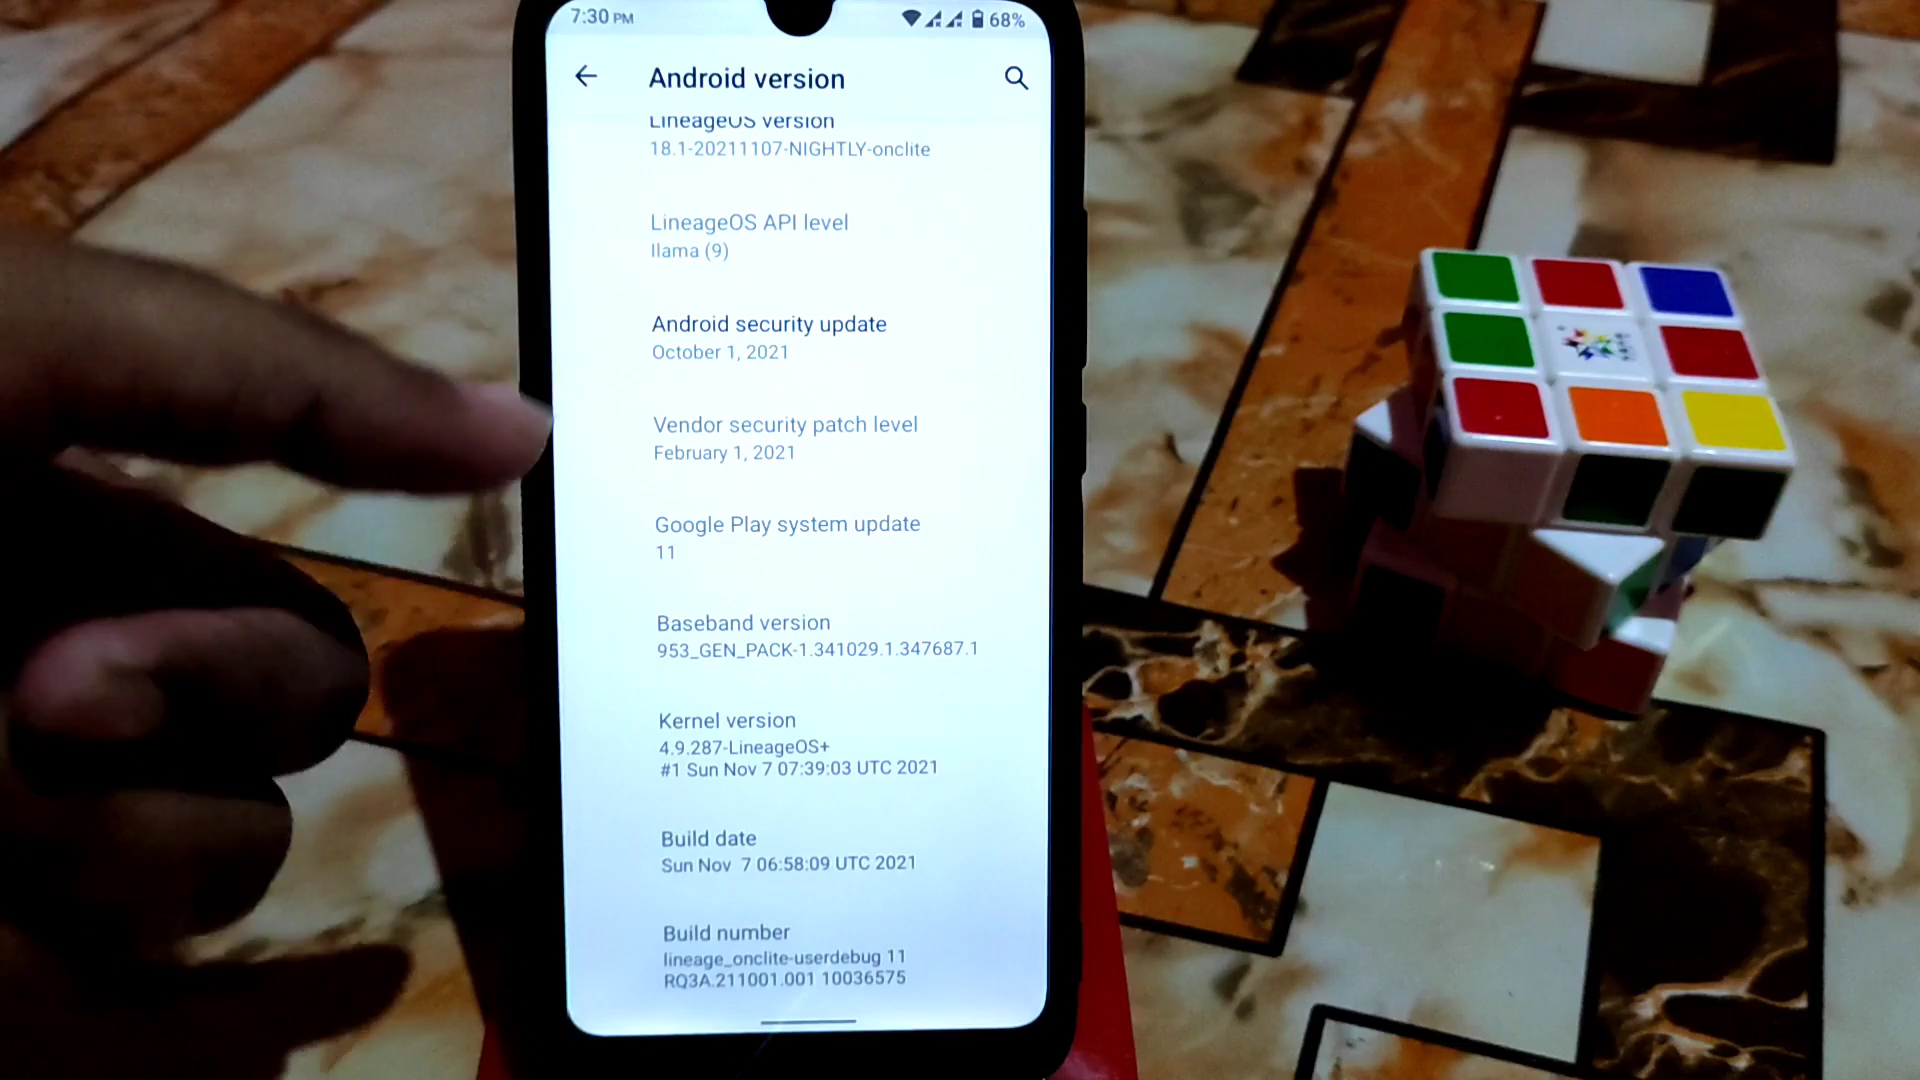 7:30 PM
68%
Android version
LineageOS version
18.1-20211107-NIGHTLY-onclite
LineageOS API level
llama (9)
Android security update
October 1, 2021
Vendor security patch level
February 1, 2021
Google Play system update
11
Baseband version
953_GEN_PACK-1.341029.1.347687.1
Kernel version
4.9.287-LineageOS+
#1 Sun Nov 7 07:39:03 UTC 2021
Build date
Sun Nov  7 06:58:09 UTC 2021
Build number
lineage_onclite-userdebug 11
RQ3A.211001.001 10036575